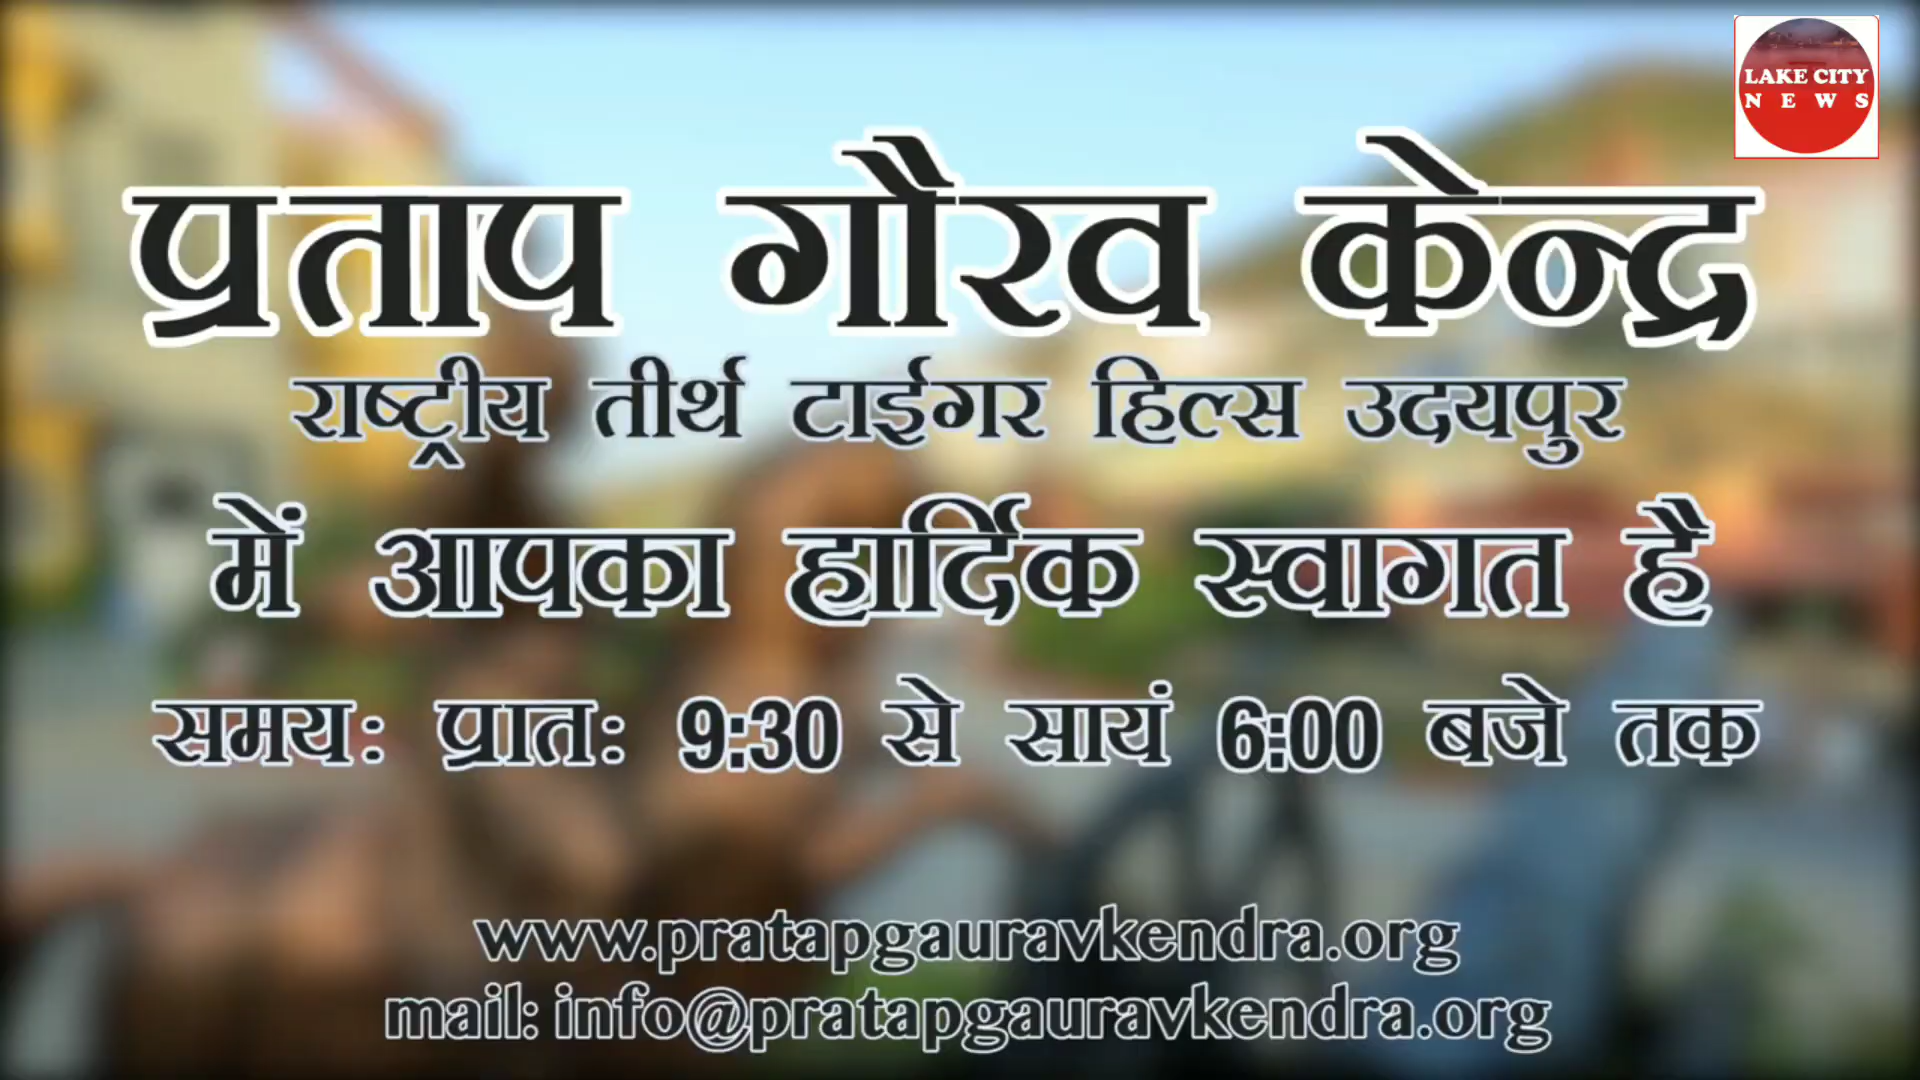 LAKE CITY
NEWS
प्रताप गौरव केन्द्र
राष्ट्रीय तीर्थ टाईगर हिल्स उदयपुर
में आपका हार्दिक स्वागत है
समयः प्रातः 9:30 से सायं 6:00 बजे तक
www.pratapgauravkendra.org
mail: info@pratapgauravkendra.org